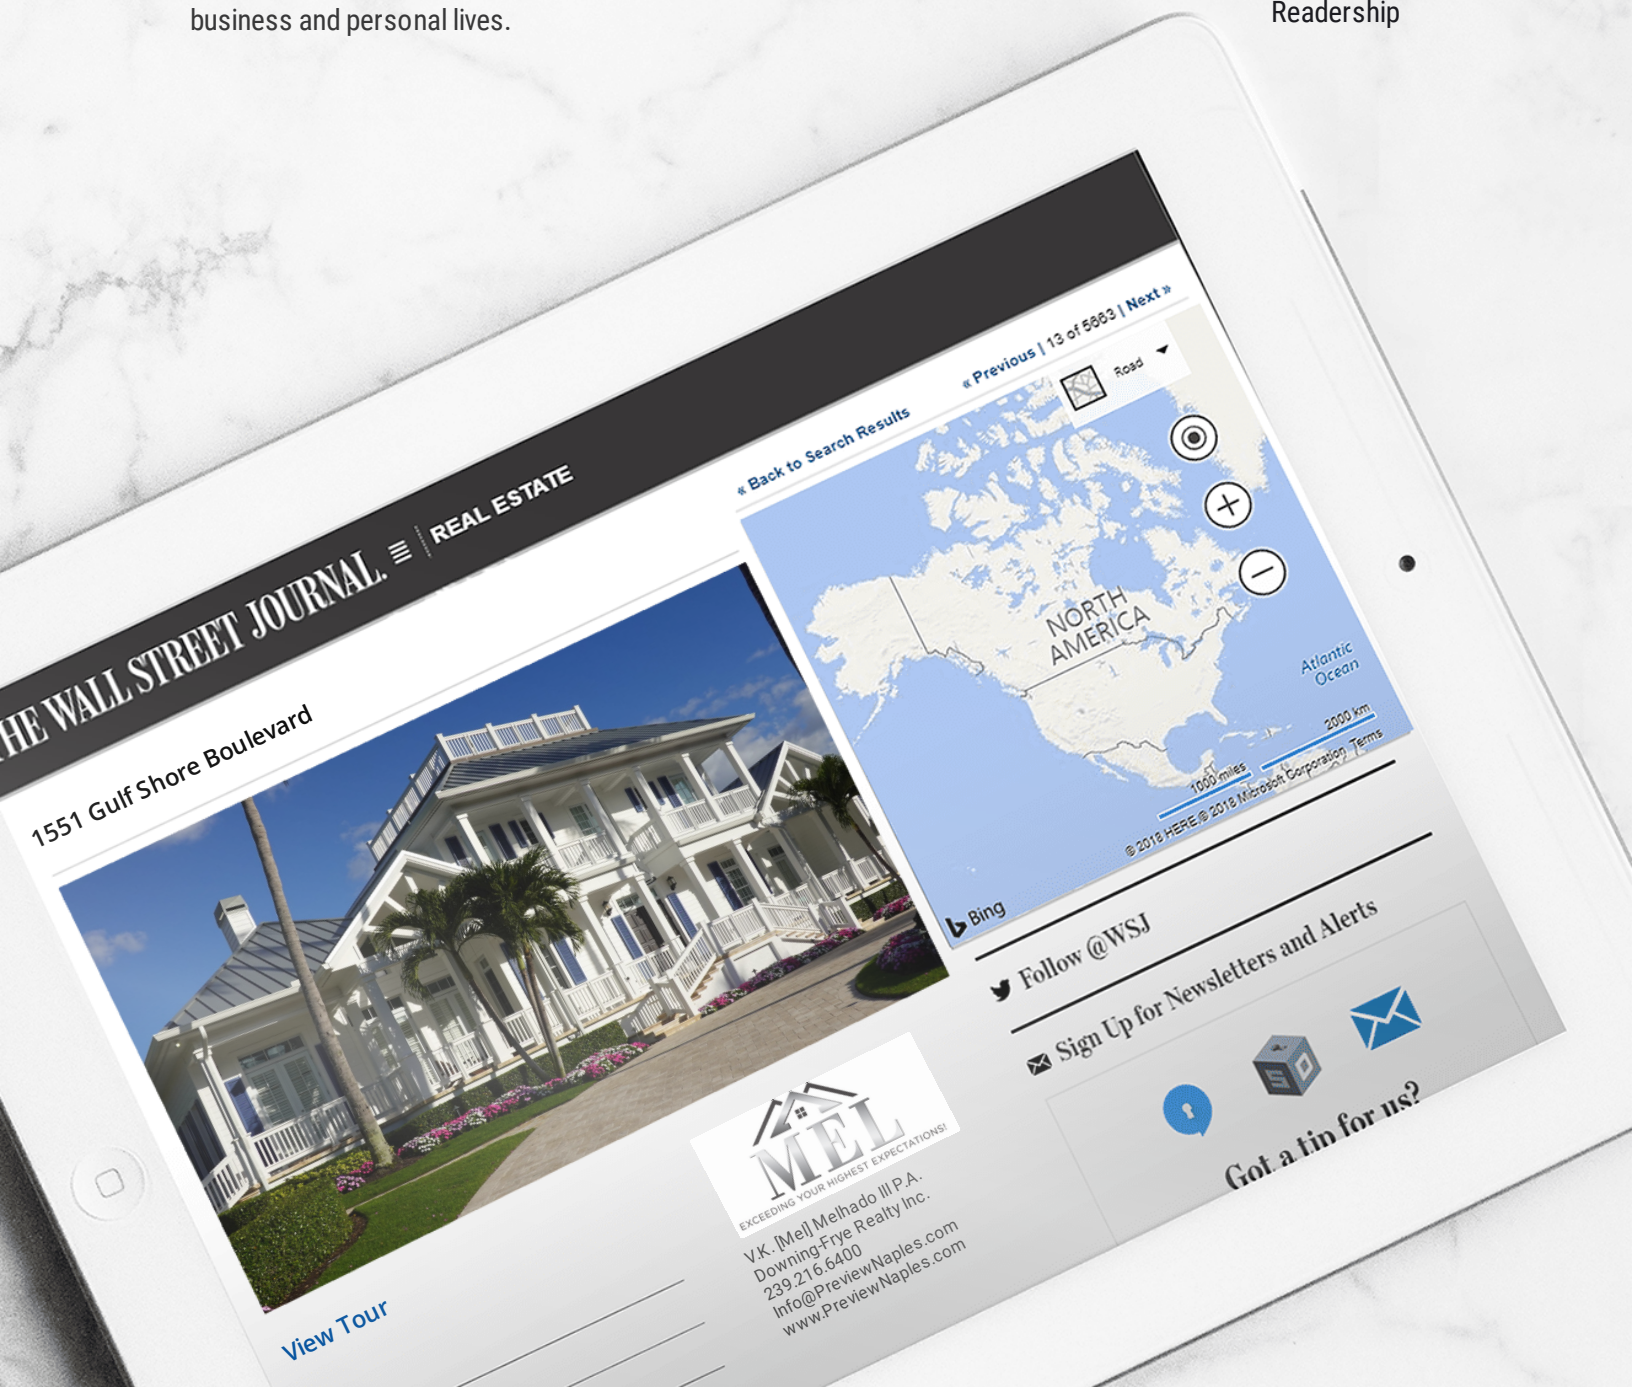 business and personal lives.
Readership
THE WALL STREET JOURNAL.
REAL ESTATE
« Back to Search Results
« Previous | 13 of 5663 | Next »
1551 Gulf Shore Boulevard
Road
NORTH
AMERICA
Atlantic
Ocean
2000 km
1000 miles
© 2018 HERE, © 2018 Microsoft Corporation Terms
Bing
Follow @WSJ
Sign Up for Newsletters and Alerts
SD
Got a tip for us?
MEL
EXCEEDING YOUR HIGHEST EXPECTATIONS!
V.K. [Mel] Melhado III P.A.
Downing-Frye Realty Inc.
239.216.6400
Info@PreviewNaples.com
www.PreviewNaples.com
View Tour